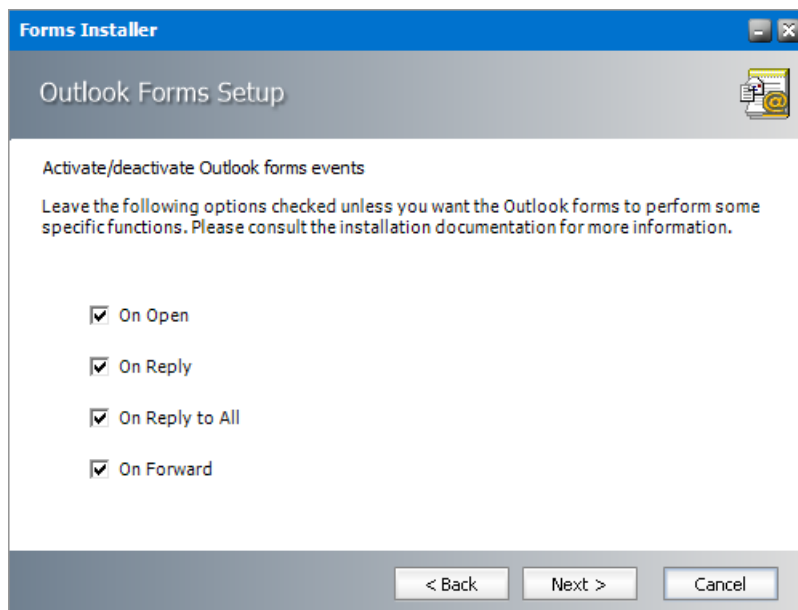 Forms Installer
Outlook Forms Setup
Activate/deactivate Outlook forms events
Leave the following options checked unless you want the Outlook forms to perform some
specific functions. Please consult the installation documentation for more information.
On Open
On Reply
On Reply to All
On Forward
< Back Next > Cancel